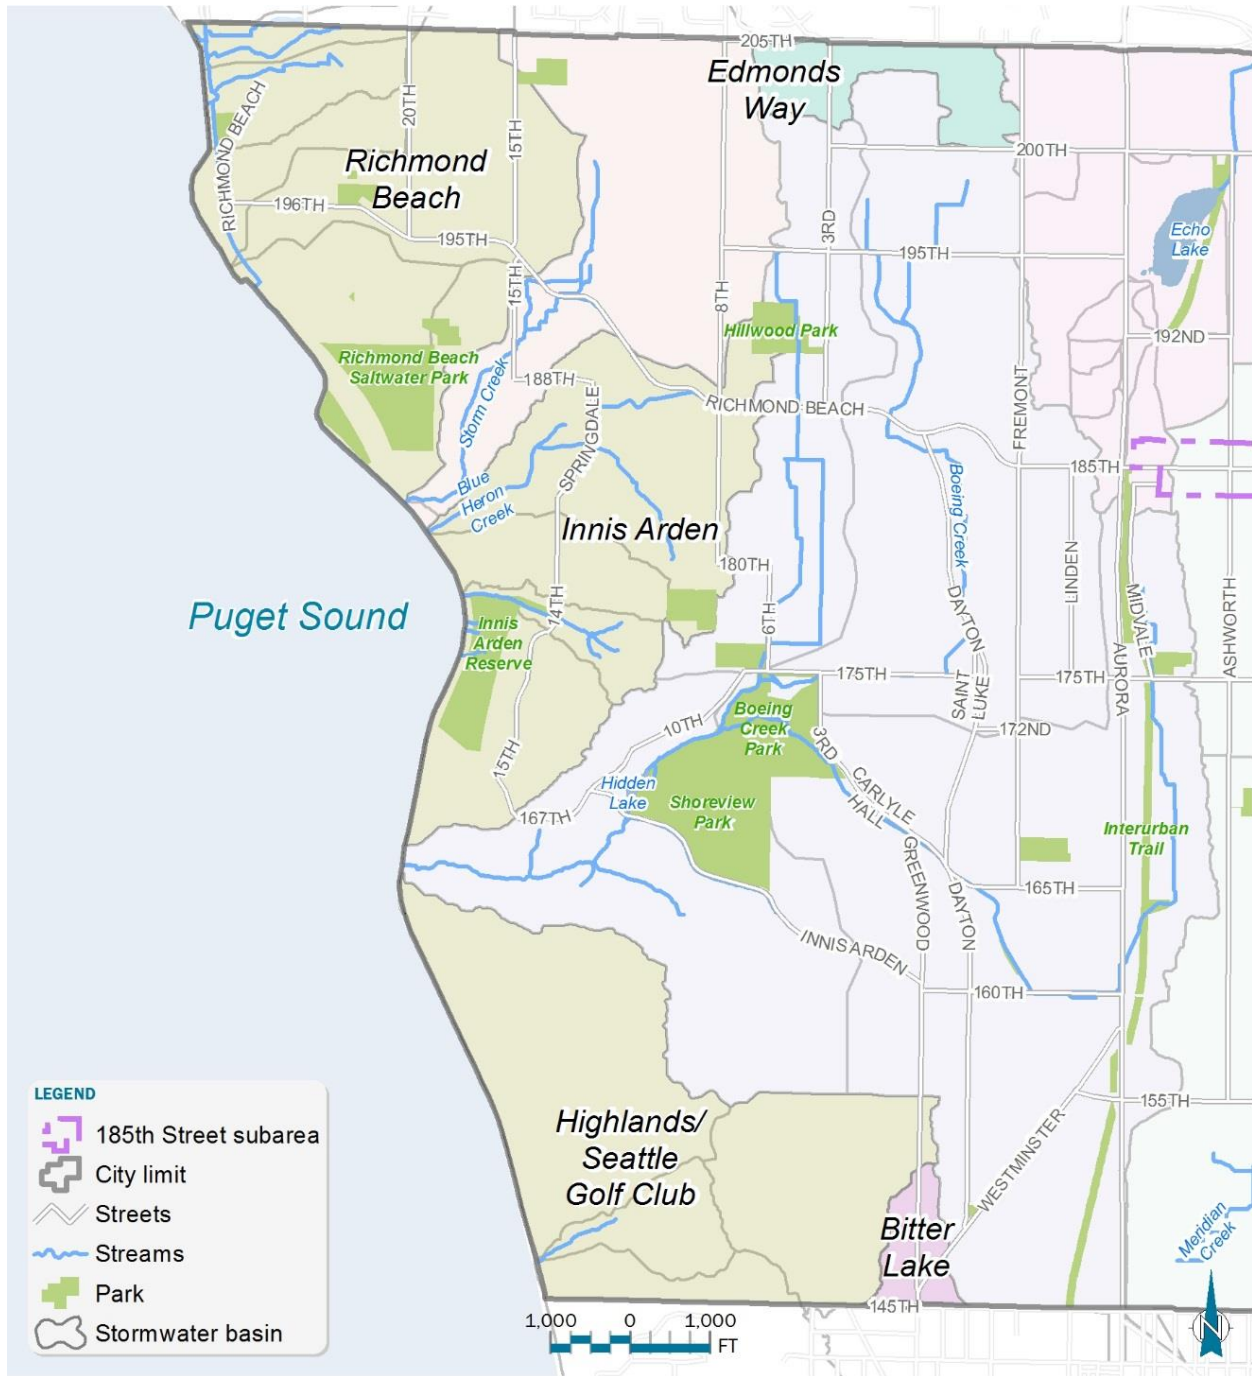 205TH
Edmonds
Way
RICHMOND BEACH
20TH
15TH
Richmond
Beach
200TH
196TH
195TH
3RD
195TH
Echo
Lake
15TH
8TH
Hillwood Park
192ND
Richmond Beach
Saltwater Park
188TH
Storm Creek
SPRINGDALE
RICHMOND BEACH
FREMONT
185TH
Blue
Heron
Creek
Boeing Creek
Innis Arden
180TH
LINDEN
ASHWORTH
14TH
6TH
DAYTON
MIDVALE
Puget Sound
Innis
Arden
Reserve
175TH
SAINT
LUKE
175TH
AURORA
10TH
Boeing
Creek
Park
3RD
172ND
15TH
Hidden
Lake
CARLYLE
HALL
Shoreview
Park
167TH
Interurban
Trail
GREENWOOD
DAYTON
165TH
INNIS ARDEN
160TH
155TH
WESTMINSTER
Highlands/
Seattle
Golf Club
Bitter
Lake
Meridian
Creek
145TH
LEGEND
185th Street subarea
City limit
Streets
Streams
Park
Stormwater basin
1,000 0 1,000
FT
N